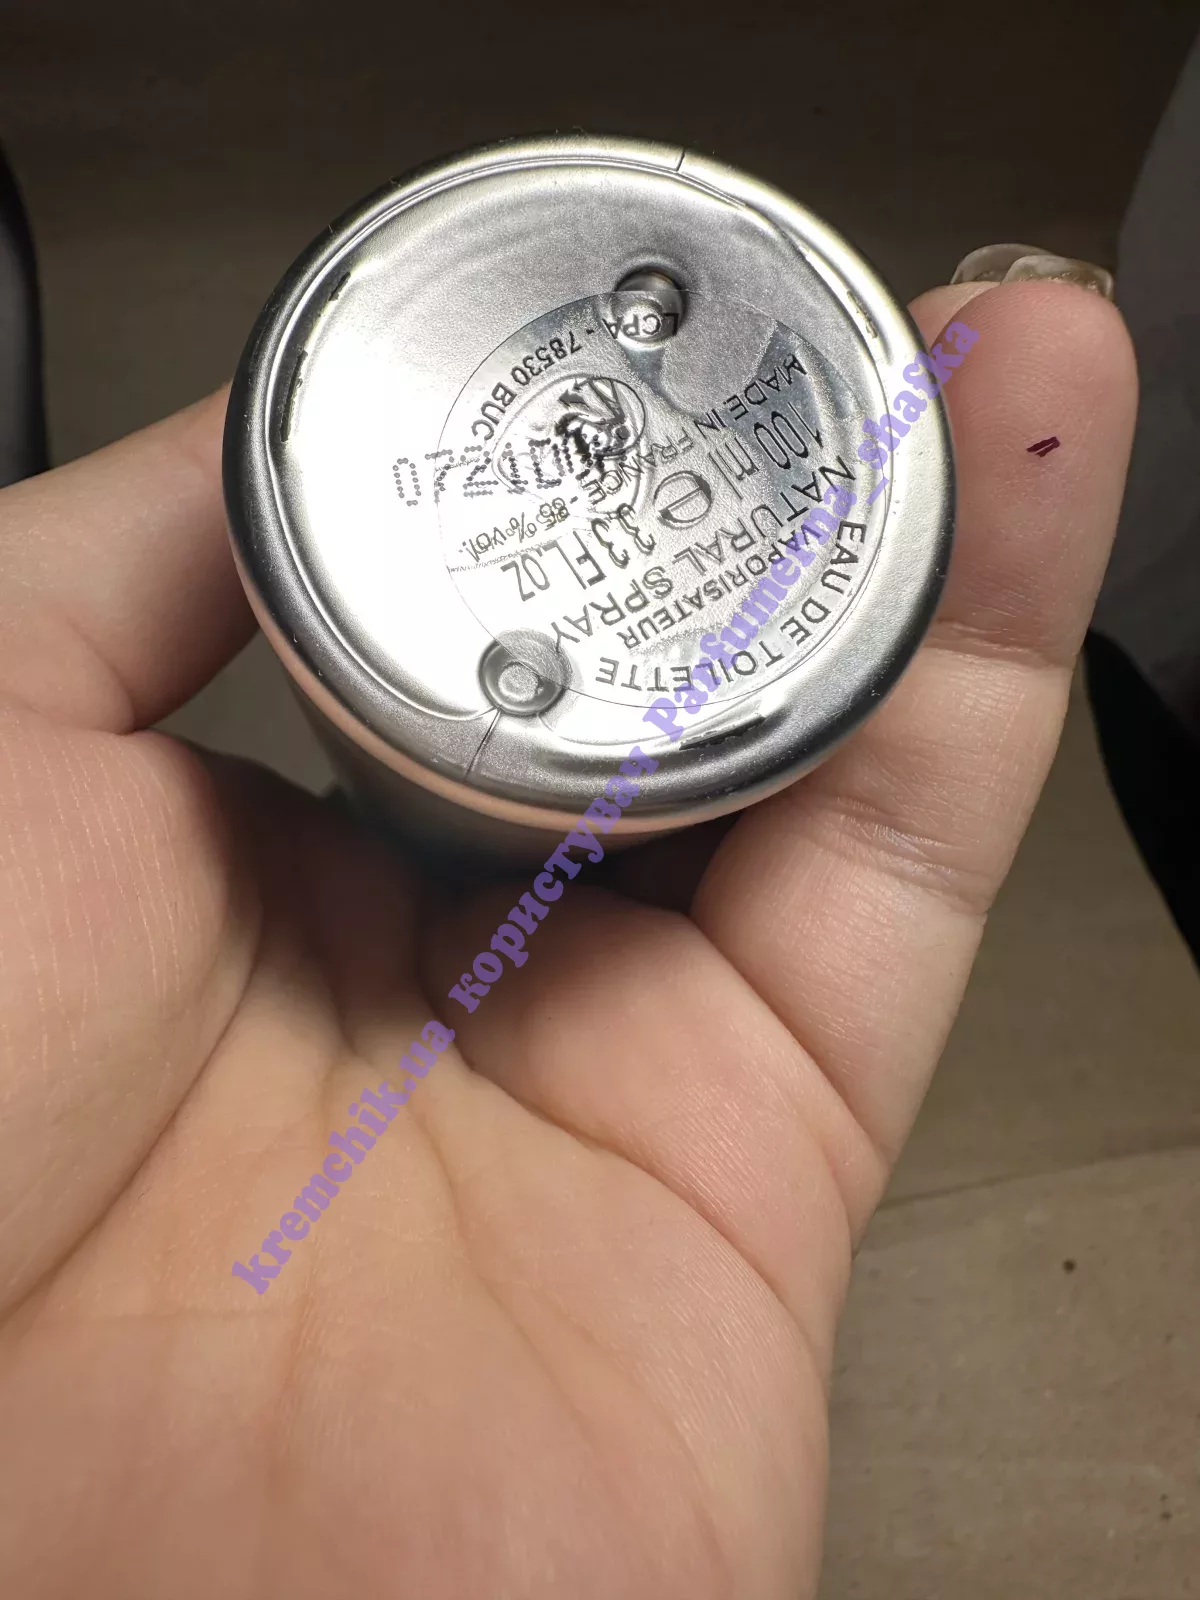 LCPA - 78530 BUC
MADE IN FRANCE
100 ml e 3.3 FL.OZ
85 %vol.
NATURAL SPRAY
VAPORISATEUR
EAU DE TOILETTE
kremchik.ua користувач Parfumerna_shafka